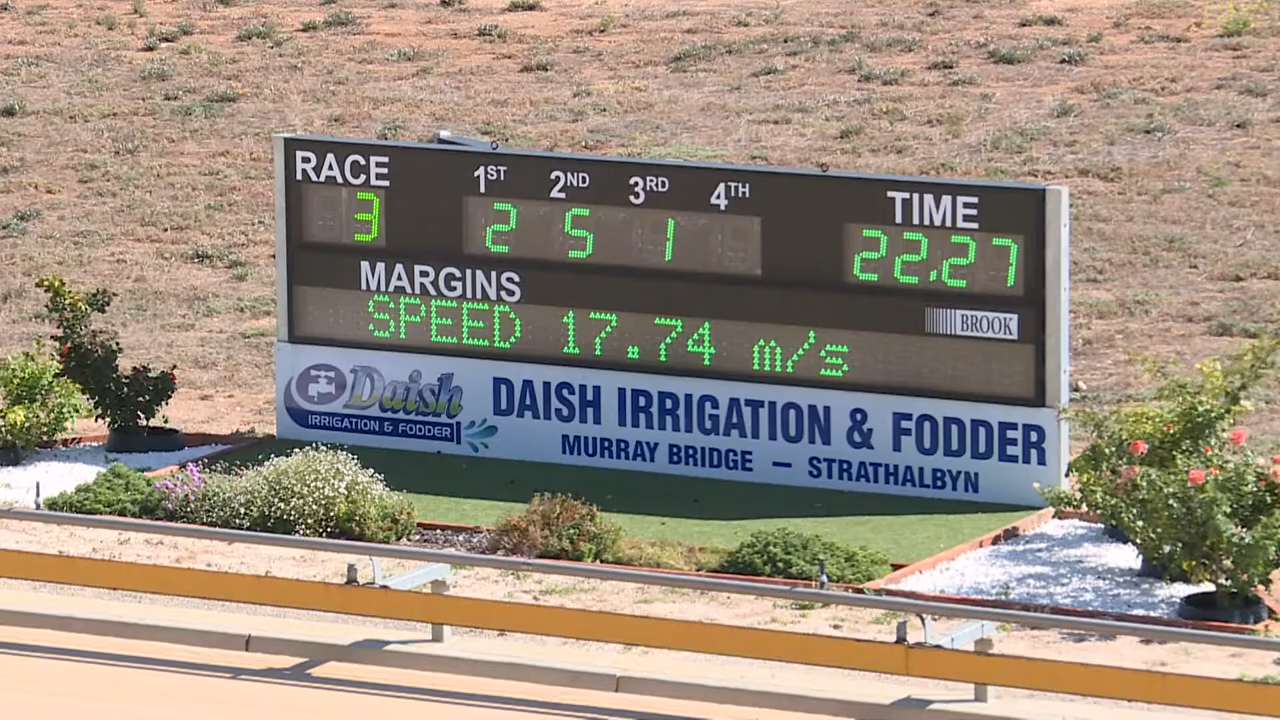 RACE 1ST 2ND 3RD 4TH TIME
3 2 5 1 22.27
MARGINS
BROOK
SPEED 17.74 m/s
Daish
IRRIGATION & FODDER
DAISH IRRIGATION & FODDER
MURRAY BRIDGE – STRATHALBYN